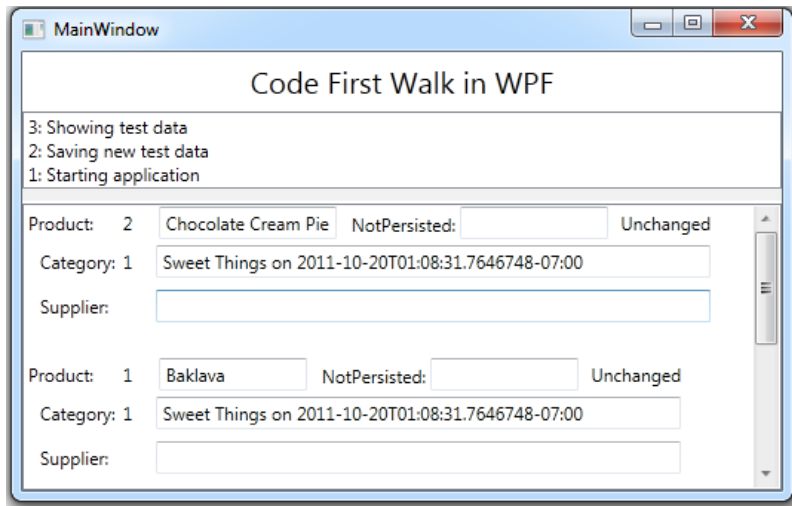 MainWindow
Code First Walk in WPF
3: Showing test data
2: Saving new test data
1: Starting application
Product: 2 Chocolate Cream Pie NotPersisted: Unchanged
Category: 1 Sweet Things on 2011-10-20T01:08:31.7646748-07:00
Supplier:
Product: 1 Baklava NotPersisted: Unchanged
Category: 1 Sweet Things on 2011-10-20T01:08:31.7646748-07:00
Supplier: